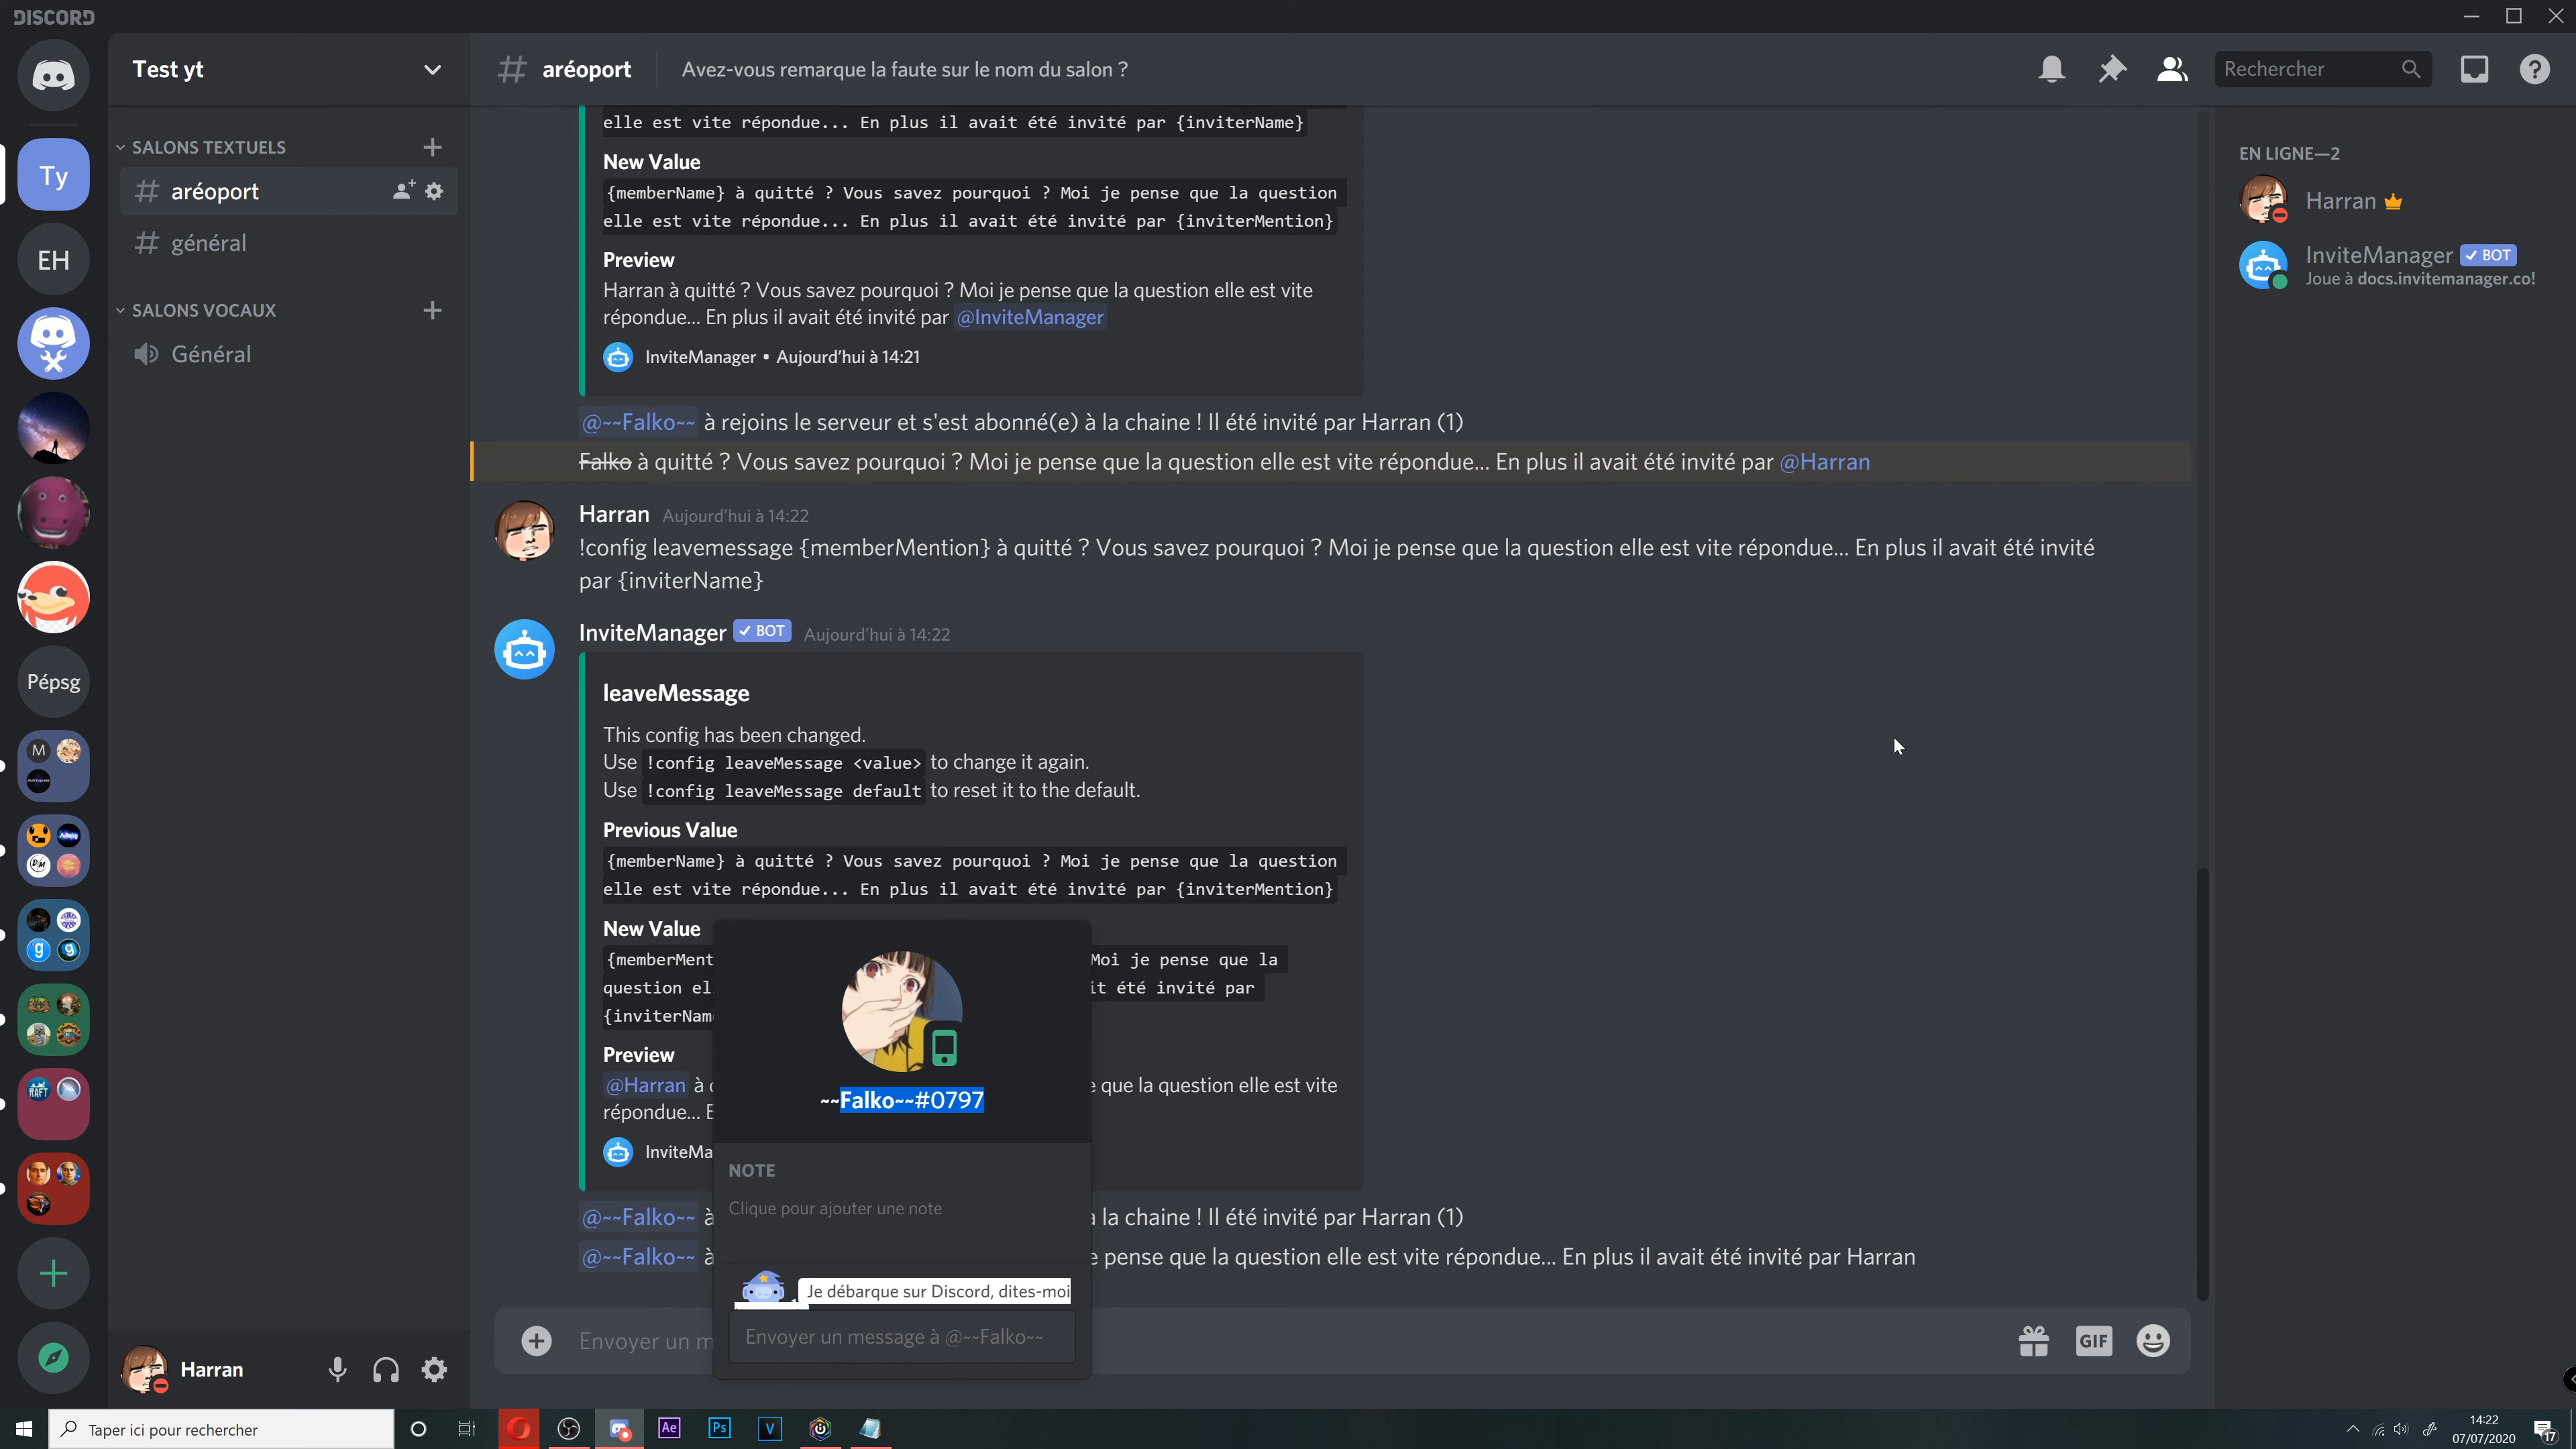 DISCORD
Test yt
aréoport
Avez-vous remarque la faute sur le nom du salon ?
Rechercher
SALONS TEXTUELS
aréoport
général
SALONS VOCAUX
Général
Ty
EH
Pépsg
M
elle est vite répondue... En plus il avait été invité par {inviterName}
New Value
{memberName} à quitté ? Vous savez pourquoi ? Moi je pense que la question
elle est vite répondue... En plus il avait été invité par {inviterMention}
Preview
Harran à quitté ? Vous savez pourquoi ? Moi je pense que la question elle est vite
répondue... En plus il avait été invité par @InviteManager
InviteManager • Aujourd'hui à 14:21
@~~Falko~~ à rejoins le serveur et s'est abonné(e) à la chaine ! Il été invité par Harran (1)
Falko à quitté ? Vous savez pourquoi ? Moi je pense que la question elle est vite répondue... En plus il avait été invité par @Harran
Harran Aujourd'hui à 14:22
!config leavemessage {memberMention} à quitté ? Vous savez pourquoi ? Moi je pense que la question elle est vite répondue... En plus il avait été invité
par {inviterName}
InviteManager BOT Aujourd'hui à 14:22
leaveMessage
This config has been changed.
Use !config leaveMessage <value> to change it again.
Use !config leaveMessage default to reset it to the default.
Previous Value
{memberName} à quitté ? Vous savez pourquoi ? Moi je pense que la question
elle est vite répondue... En plus il avait été invité par {inviterMention}
New Value
{memberMent Moi je pense que la
question el it été invité par
{inviterNam
Preview
@Harran à que la question elle est vite
répondue... E
InviteMa
@~~Falko~~ à à la chaine ! Il été invité par Harran (1)
@~~Falko~~ à e pense que la question elle est vite répondue... En plus il avait été invité par Harran
~~Falko~~#0797
NOTE
Clique pour ajouter une note
Je débarque sur Discord, dites-moi
Envoyer un message à @~~Falko~~
Envoyer un m
GIF
EN LIGNE—2
Harran
InviteManager BOT
Joue à docs.invitemanager.co!
Harran
Taper ici pour rechercher
Ae
Ps
V
14:22
07/07/2020
17